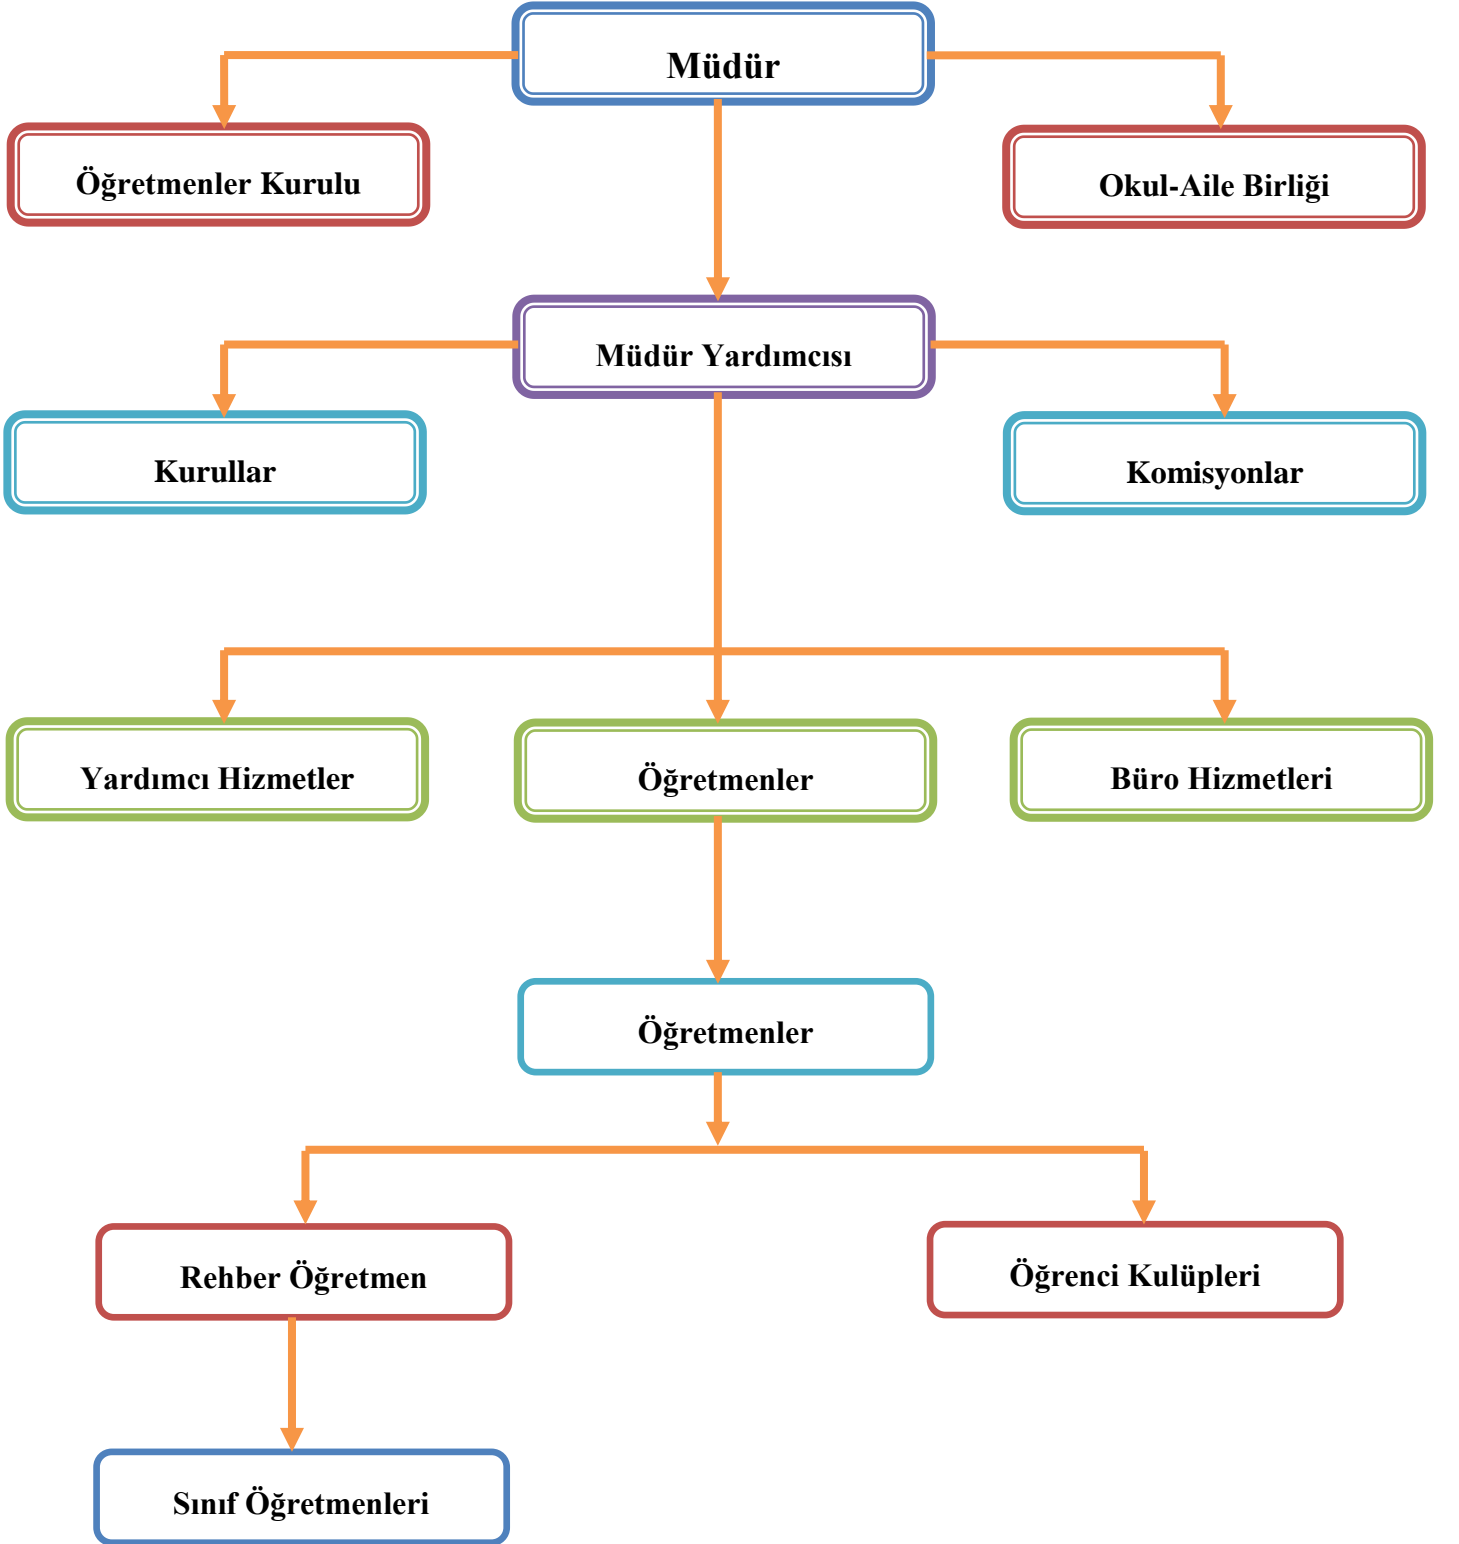 Müdür
Öğretmenler Kurulu
Okul-Aile Birliği
Müdür Yardımcısı
Kurullar
Komisyonlar
Yardımcı Hizmetler
Öğretmenler
Büro Hizmetleri
Öğretmenler
Rehber Öğretmen
Öğrenci Kulüpleri
Sınıf Öğretmenleri